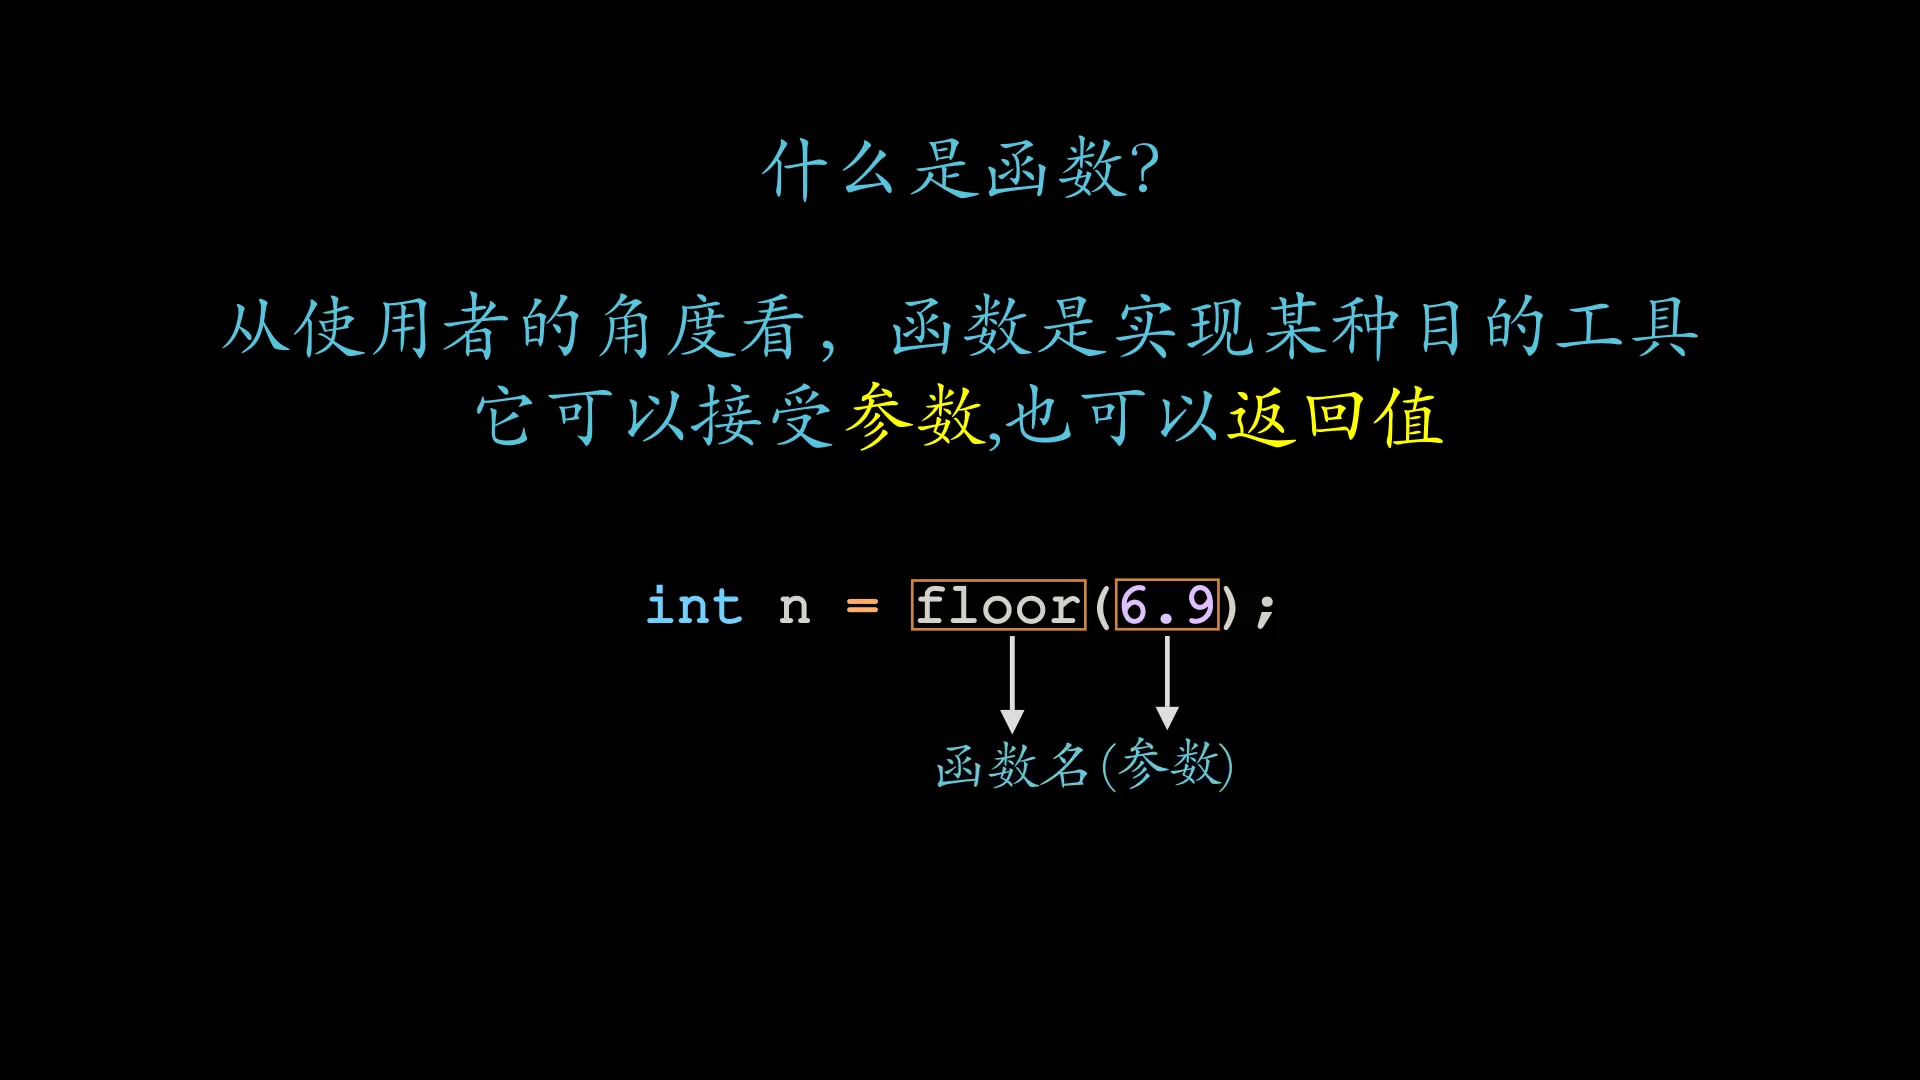 什么是函数?
从使用者的角度看，函数是实现某种目的工具
它可以接受参数,也可以返回值
int n = floor(6.9);
函数名(参数)